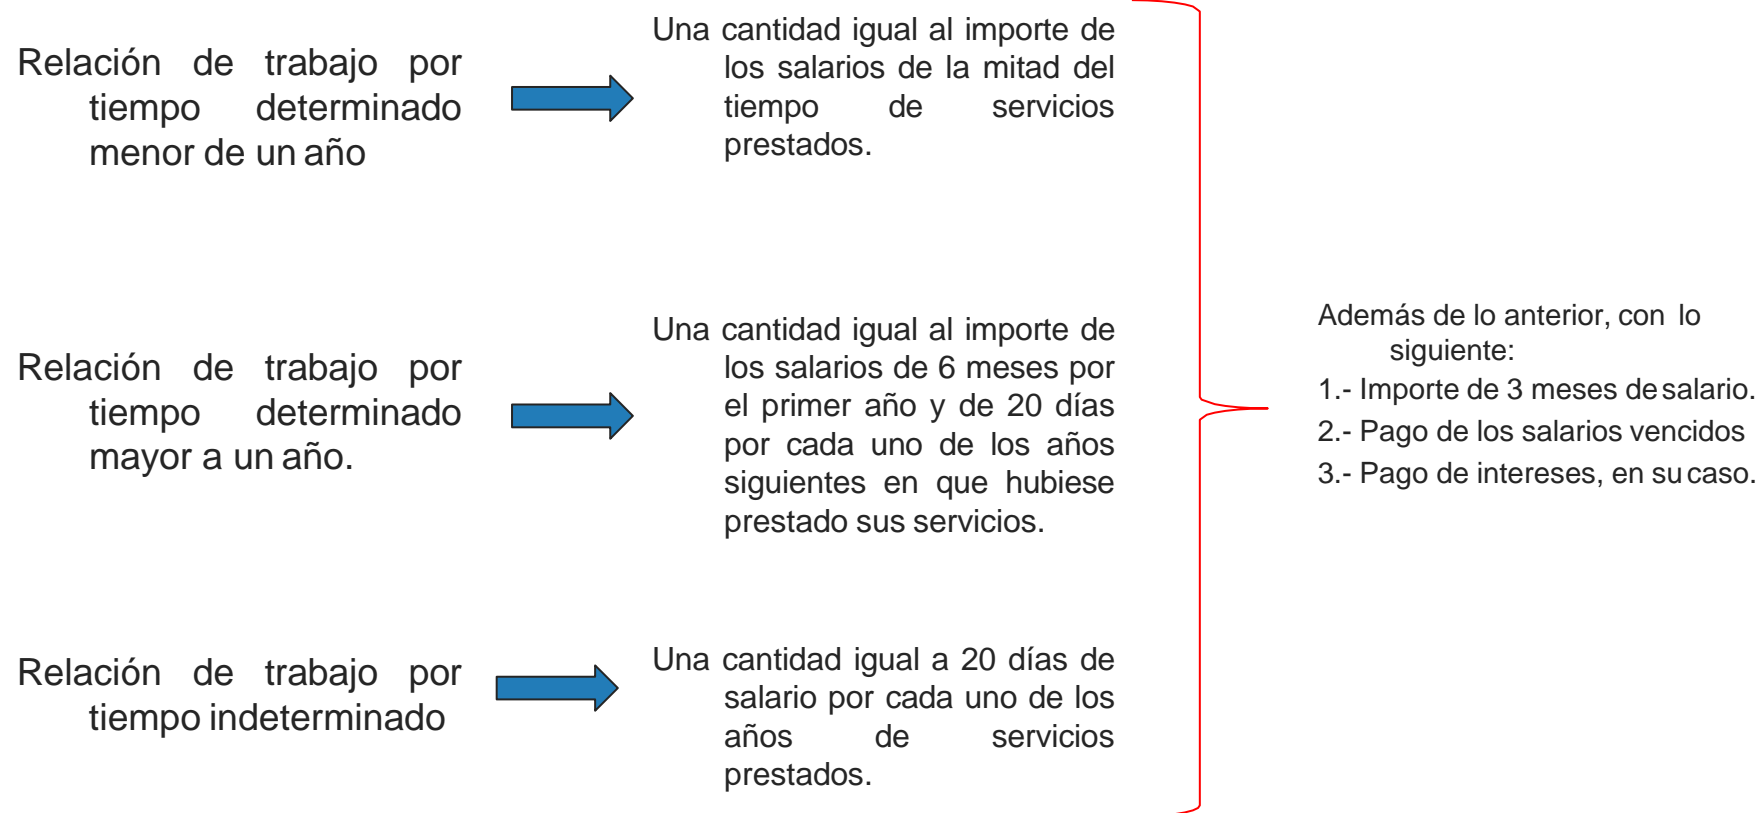 Relación de trabajo por
tiempo determinado
menor de un año
Una cantidad igual al importe de
los salarios de la mitad del
tiempo de servicios
prestados.
Relación de trabajo por
tiempo determinado
mayor a un año.
Una cantidad igual al importe de
los salarios de 6 meses por
el primer año y de 20 días
por cada uno de los años
siguientes en que hubiese
prestado sus servicios.
Relación de trabajo por
tiempo indeterminado
Una cantidad igual a 20 días de
salario por cada uno de los
años de servicios
prestados.
Además de lo anterior, con lo
siguiente:
1.- Importe de 3 meses de salario.
2.- Pago de los salarios vencidos
3.- Pago de intereses, en su caso.